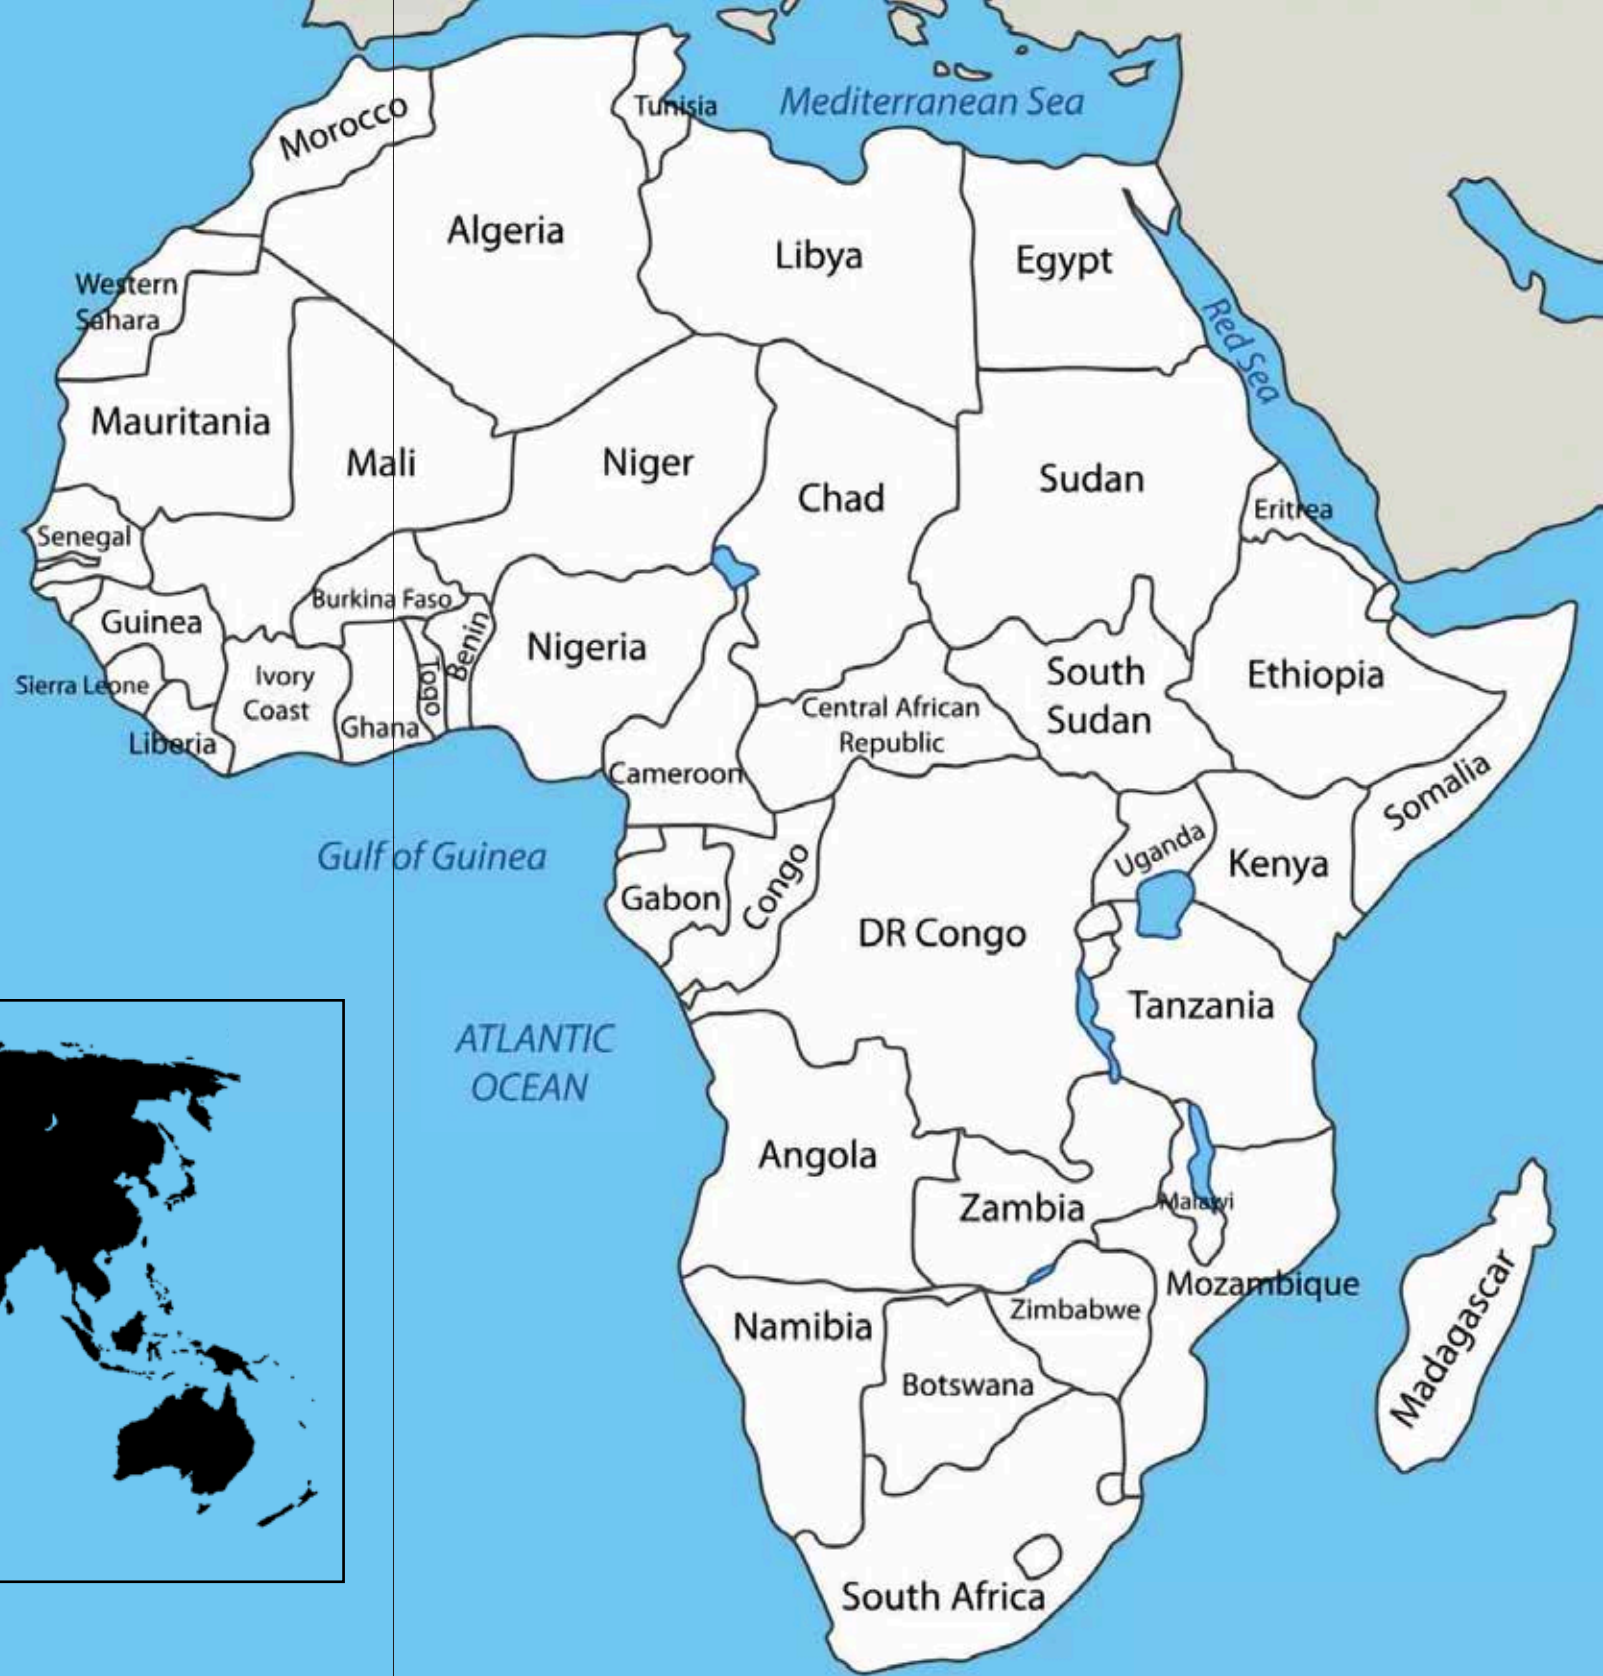 Mediterranean Sea
Tunisia
Morocco
Algeria
Libya
Egypt
Western
Sahara
Red Sea
Mauritania
Mali
Niger
Chad
Sudan
Eritrea
Senegal
Burkina Faso
Guinea
Benin
Nigeria
Togo
Ivory
Coast
Ghana
Sierra Leone
Liberia
South
Sudan
Ethiopia
Central African
Republic
Cameroon
Somalia
Gulf of Guinea
Uganda
Kenya
Gabon
Congo
DR Congo
Tanzania
ATLANTIC
OCEAN
Angola
Zambia
Malawi
Mozambique
Madagascar
Zimbabwe
Namibia
Botswana
South Africa